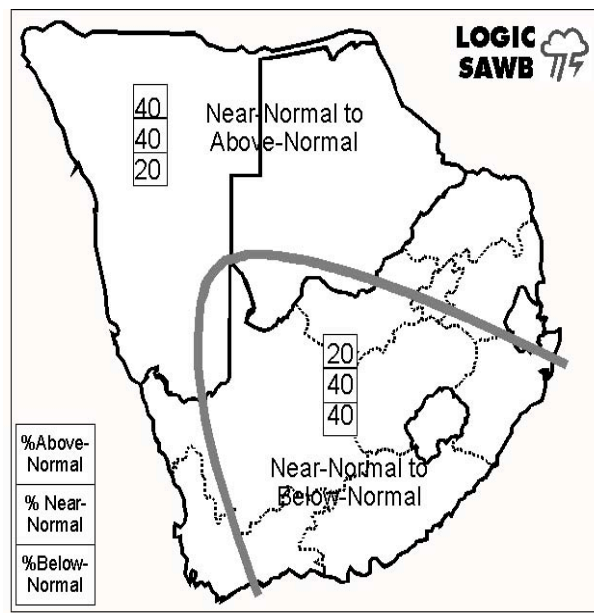 LOGIC
SAWB
40
40
20
Near-Normal to
Above-Normal
20
40
40
Near-Normal to
Below-Normal
%Above-
Normal
% Near-
Normal
%Below-
Normal